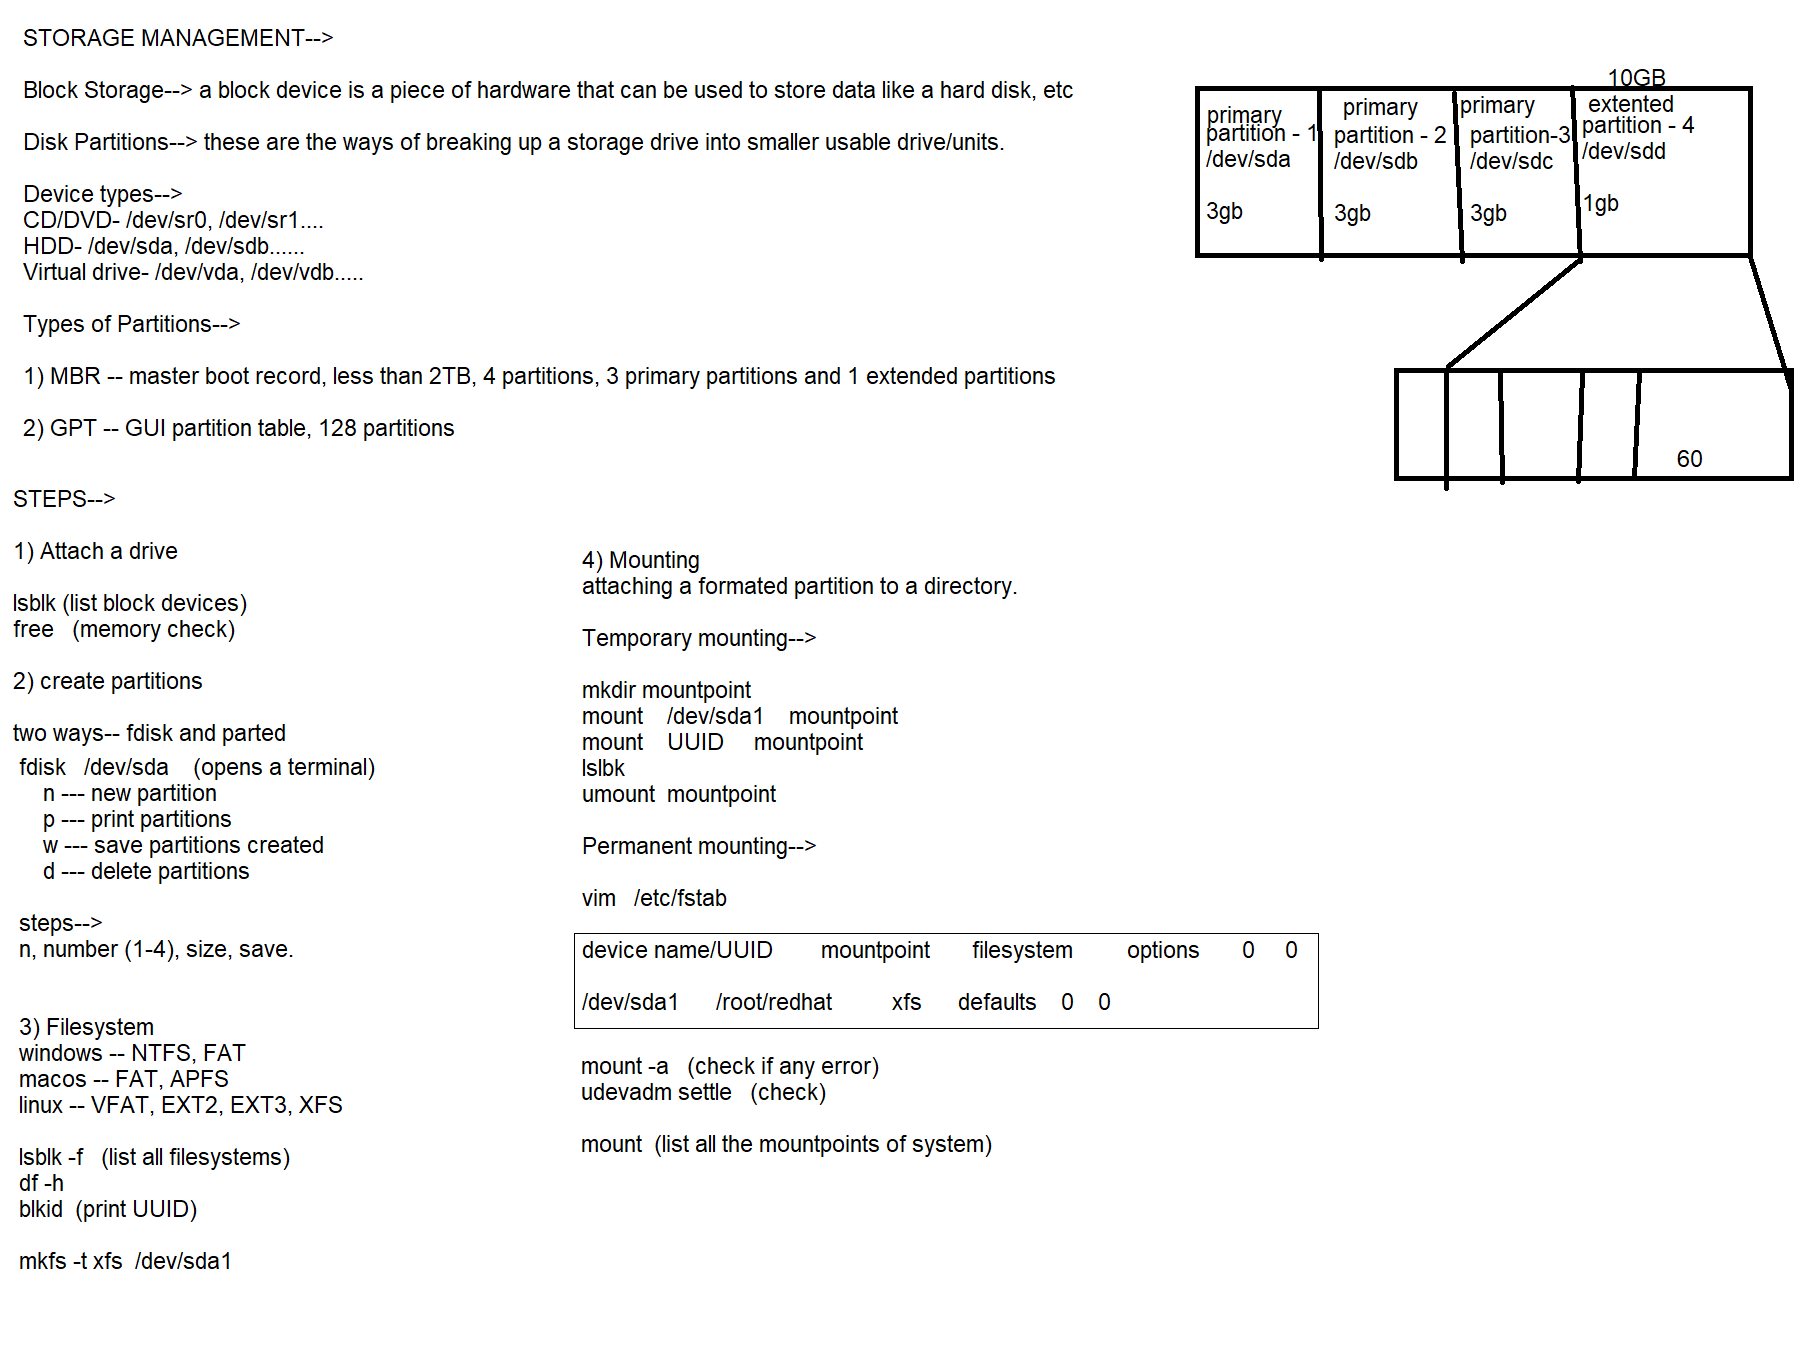 STORAGE MANAGEMENT-->
Block Storage--> a block device is a piece of hardware that can be used to store data like a hard disk, etc
Disk Partitions--> these are the ways of breaking up a storage drive into smaller usable drive/units.
Device types-->
CD/DVD- /dev/sr0, /dev/sr1....
HDD- /dev/sda, /dev/sdb......
Virtual drive- /dev/vda, /dev/vdb.....
Types of Partitions-->
1) MBR -- master boot record, less than 2TB, 4 partitions, 3 primary partitions and 1 extended partitions
2) GPT -- GUI partition table, 128 partitions
10GB
primary
partition - 1
/dev/sda
3gb
primary
partition - 2
/dev/sdb
3gb
primary
partition-3
/dev/sdc
3gb
extented
partition - 4
/dev/sdd
1gb
60
STEPS-->
1) Attach a drive
lsblk (list block devices)
free (memory check)
2) create partitions
two ways-- fdisk and parted
fdisk /dev/sda (opens a terminal)
n --- new partition
p --- print partitions
w --- save partitions created
d --- delete partitions
steps-->
n, number (1-4), size, save.
3) Filesystem
windows -- NTFS, FAT
macos -- FAT, APFS
linux -- VFAT, EXT2, EXT3, XFS
lsblk -f (list all filesystems)
df -h
blkid (print UUID)
mkfs -t xfs /dev/sda1
4) Mounting
attaching a formated partition to a directory.
Temporary mounting-->
mkdir mountpoint
mount /dev/sda1 mountpoint
mount UUID mountpoint
lslbk
umount mountpoint
Permanent mounting-->
vim /etc/fstab
device name/UUID mountpoint filesystem options 0 0
/dev/sda1 /root/redhat xfs defaults 0 0
mount -a (check if any error)
udevadm settle (check)
mount (list all the mountpoints of system)